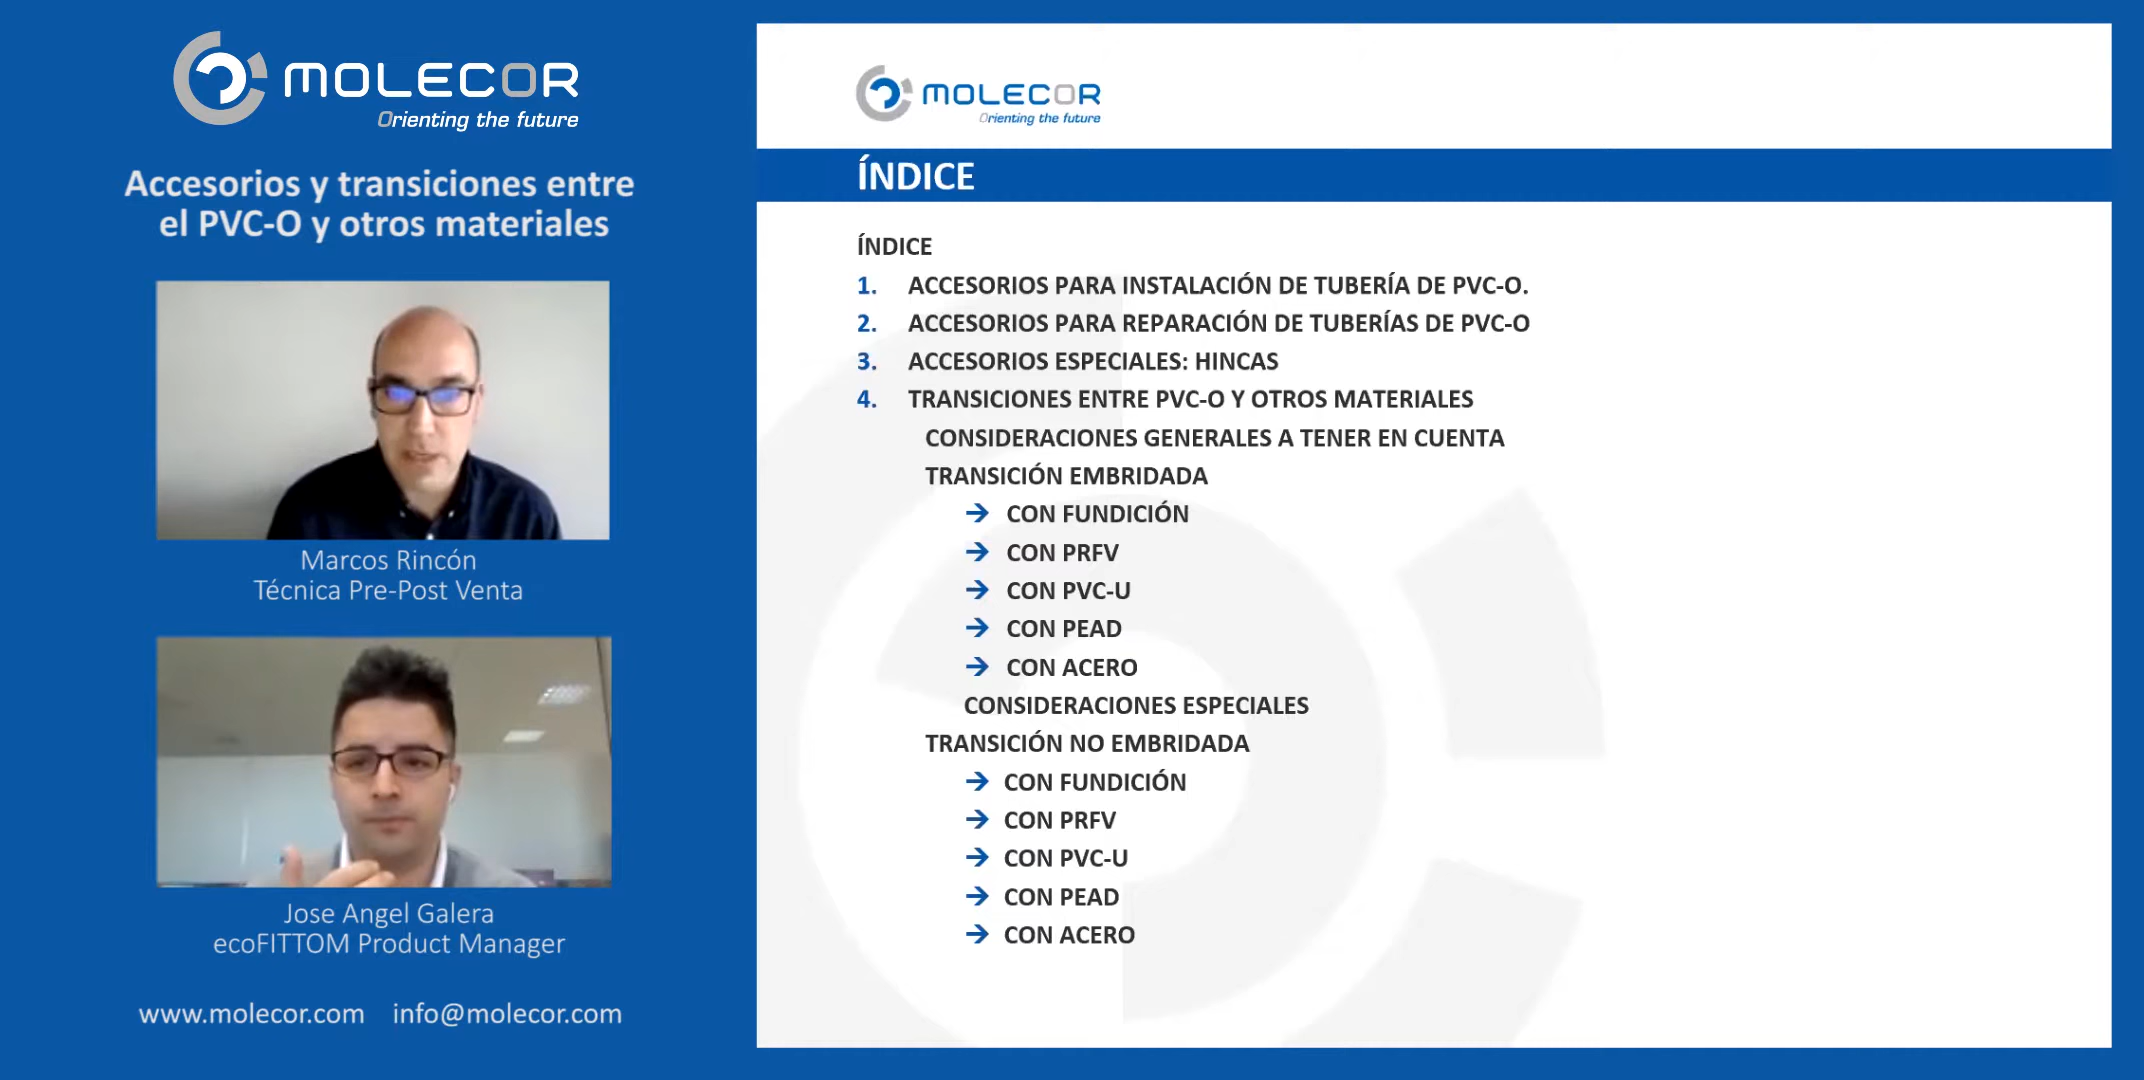 MOLECOR
Orienting the future
Accesorios y transiciones entre
el PVC-O y otros materiales
Marcos Rincón
Técnica Pre-Post Venta
Jose Angel Galera
ecoFITTOM Product Manager
www.molecor.com info@molecor.com
MOLECOR
Orienting the future
ÍNDICE
ÍNDICE
1. ACCESORIOS PARA INSTALACIÓN DE TUBERÍA DE PVC-O.
2. ACCESORIOS PARA REPARACIÓN DE TUBERÍAS DE PVC-O
3. ACCESORIOS ESPECIALES: HINCAS
4. TRANSICIONES ENTRE PVC-O Y OTROS MATERIALES
CONSIDERACIONES GENERALES A TENER EN CUENTA
TRANSICIÓN EMBRIDADA
→ CON FUNDICIÓN
→ CON PRFV
→ CON PVC-U
→ CON PEAD
→ CON ACERO
CONSIDERACIONES ESPECIALES
TRANSICIÓN NO EMBRIDADA
→ CON FUNDICIÓN
→ CON PRFV
→ CON PVC-U
→ CON PEAD
→ CON ACERO